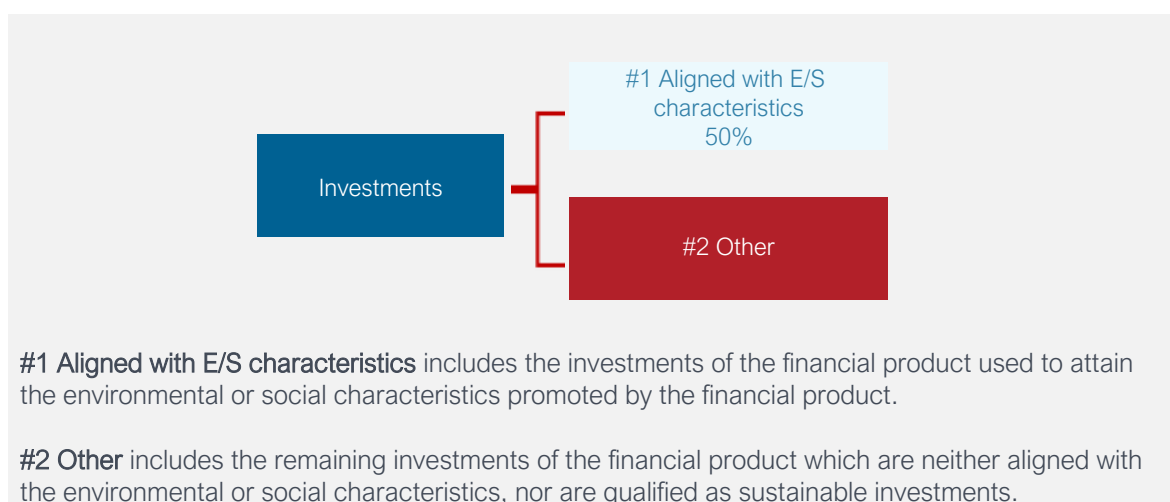 #1 Aligned with E/S
characteristics
50%
Investments
#2 Other
#1 Aligned with E/S characteristics includes the investments of the financial product used to attain
the environmental or social characteristics promoted by the financial product.
#2 Other includes the remaining investments of the financial product which are neither aligned with
the environmental or social characteristics, nor are qualified as sustainable investments.